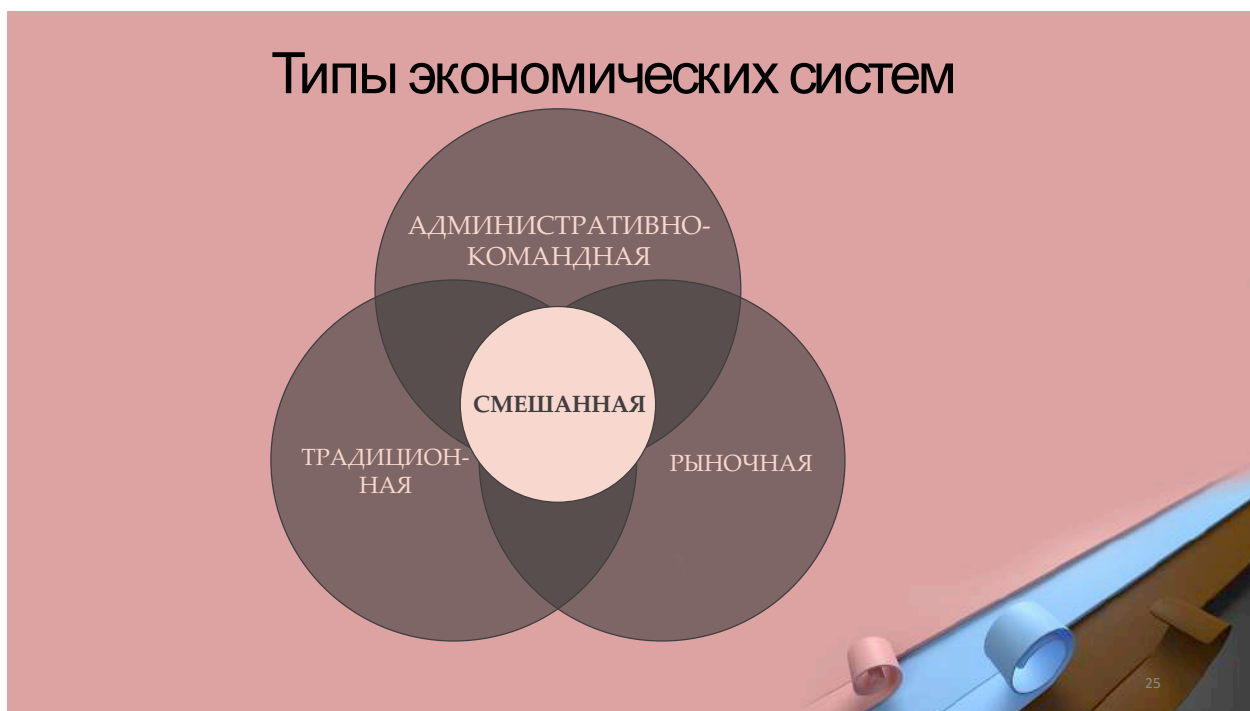 Типы экономических систем
АДМИНИСТРАТИВНО-
КОМАНДНАЯ
СМЕШАННАЯ
ТРАДИЦИОН-
НАЯ
РЫНОЧНАЯ
25